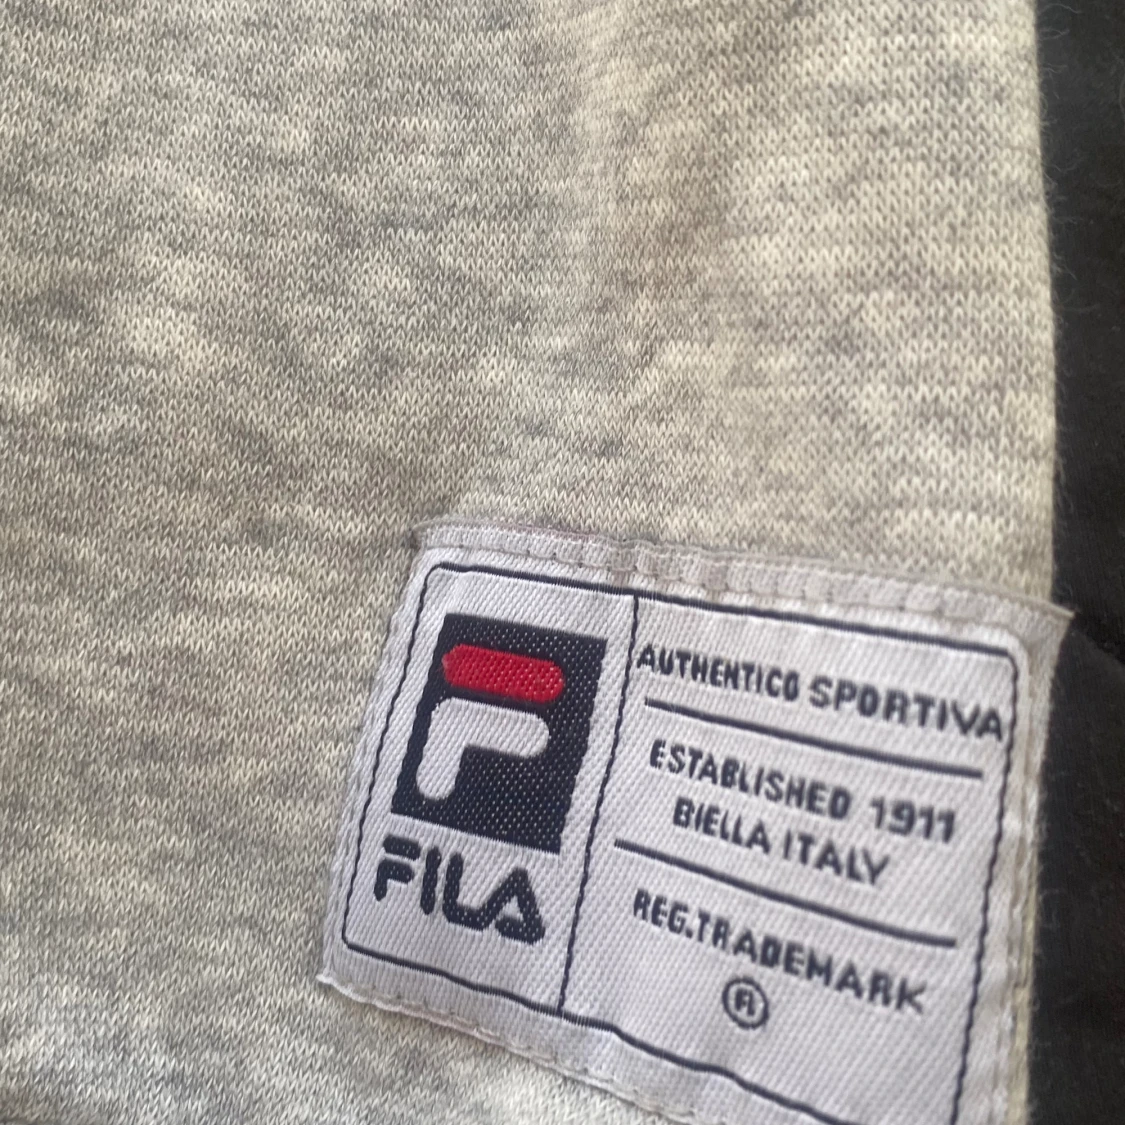 FILA
AUTHENTICO SPORTIVA
ESTABLISHED 1911
BIELLA ITALY
REG.TRADEMARK
®